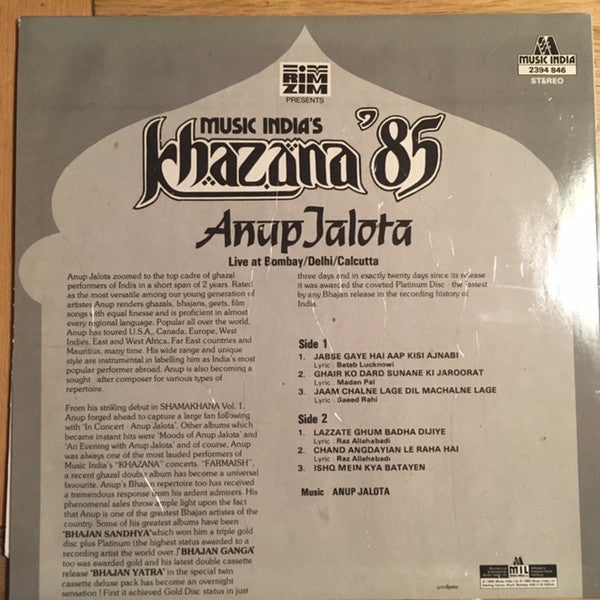 RIM
ZIM
PRESENTS
MUSIC INDIA
2394 846
STEREO
MUSIC INDIA'S
Khazana '85
Anup Jalota
Live at Bombay/Delhi/Calcutta
Anup Jalota zoomed to the top cadre of ghazal
performers of India in a short span of 2 years. Rated
as the most versatile among our young generation of
artistes Anup renders ghazals, bhajans, geets, film
songs with equal finesse and is proficient in almost
every regional language. Popular all over the world,
Anup has toured U.S.A., Canada, Europe, West
Indies, East and West Africa, Far East countries and
Mauritius, many time. His wide range and unique
style are instrumental in labelling him as India's most
popular performer abroad. Anup is also becoming a
sought after composer for various types of
repertoire.
From his striking debut in SHAMAKHANA Vol. 1,
Anup forged ahead to capture a large fan following
with 'In Concert - Anup Jalota'. Other albums which
became instant hits were 'Moods of Anup Jalota' and
'An Evening with Anup Jalota' and of course, Anup
was always one of the most lauded performers of
Music India's "KHAZANA" concerts. "FARMAISH",
a recent ghazal double album has become a universal
favourite. Anup's Bhajan repertoire too has received
a tremendous response from his ardent admirers. His
phenomenal sales throw ample light upon the fact
that Anup is one of the greatest Bhajan artistes of the
country. Some of his greatest albums have been
'BHAJAN SANDHYA' which won him a triple gold
disc plus Platinum (the highest status awarded to a
recording artist the world over.) 'BHAJAN GANGA'
too was awarded gold and his latest double cassette
release 'BHAJAN YATRA' in the special twin
cassette deluxe pack has become an overnight
sensation ! First it achieved Gold Disc status in just
three days and in exactly twenty days since its release
it was awarded the coveted Platinum Disc - the fastest
by any Bhajan release in the recording history of
India.
Side 1
1. JABSE GAYE HAI AAP KISI AJNABI
Lyric : Betab Lucknowi
2. GHAIR KO DARD SUNANE KI JAROORAT
Lyric : Madan Pal
3. JAAM CHALNE LAGE DIL MACHALNE LAGE
Lyric : Saeed Rahi
Side 2
1. LAZZATE GHUM BADHA DIJIYE
Lyric : Raz Allahabadi
2. CHAND ANGDAYIAN LE RAHA HAI
Lyric : Raz Allahabadi
3. ISHQ MEIN KYA BATAYEN
Music ANUP JALOTA
MIL